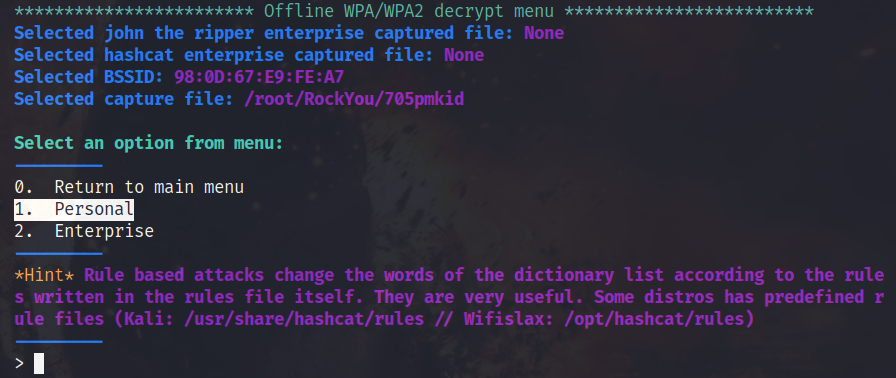 ************************ Offline WPA/WPA2 decrypt menu *************************
Selected john the ripper enterprise captured file: None
Selected hashcat enterprise captured file: None
Selected BSSID: 98:0D:67:E9:FE:A7
Selected capture file: /root/RockYou/705pmkid
Select an option from menu:
---------
0.  Return to main menu
1.  Personal
2.  Enterprise
---------
*Hint* Rule based attacks change the words of the dictionary list according to the rule
s written in the rules file itself. They are very useful. Some distros has predefined r
ule files (Kali: /usr/share/hashcat/rules // Wifislax: /opt/hashcat/rules)
---------
>